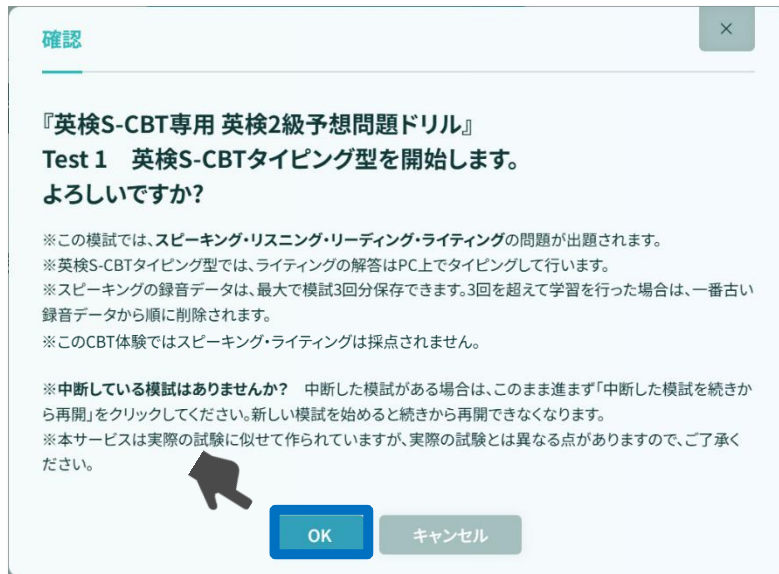 確認
×
『英検S-CBT専用 英検2級予想問題ドリル』
Test 1　英検S-CBTタイピング型を開始します。
よろしいですか?
※この模試では、スピーキング・リスニング・リーディング・ライティングの問題が出題されます。
※英検S-CBTタイピング型では、ライティングの解答はPC上でタイピングして行います。
※スピーキングの録音データは、最大で模試3回分保存できます。3回を超えて学習を行った場合は、一番古い
録音データから順に削除されます。
※このCBT体験ではスピーキング・ライティングは採点されません。
※中断している模試はありませんか？　中断した模試がある場合は、このまま進まず「中断した模試を続きか
ら再開」をクリックしてください。新しい模試を始めると続きから再開できなくなります。
※本サービスは実際の試験に似せて作られていますが、実際の試験とは異なる点がありますので、ご了承く
ださい。
OK
キャンセル